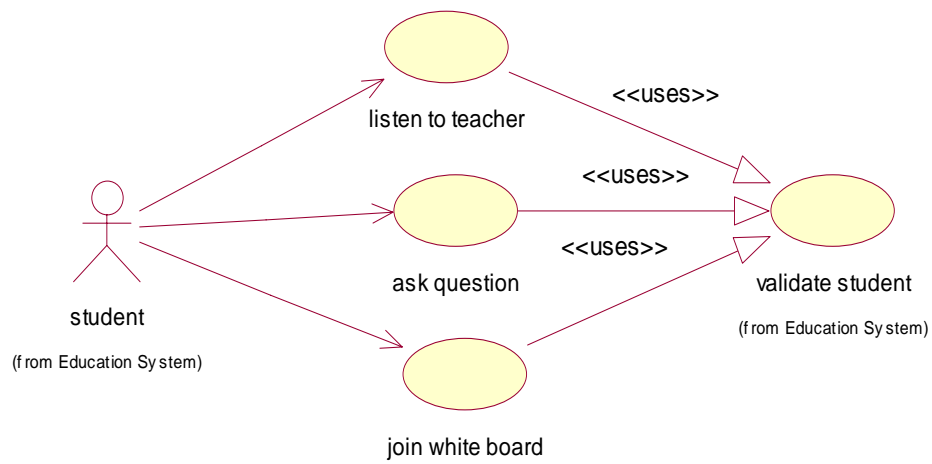 <<uses>>
listen to teacher
<<uses>>
<<uses>>
ask question
validate student
(from Education System)
student
(from Education System)
join white board